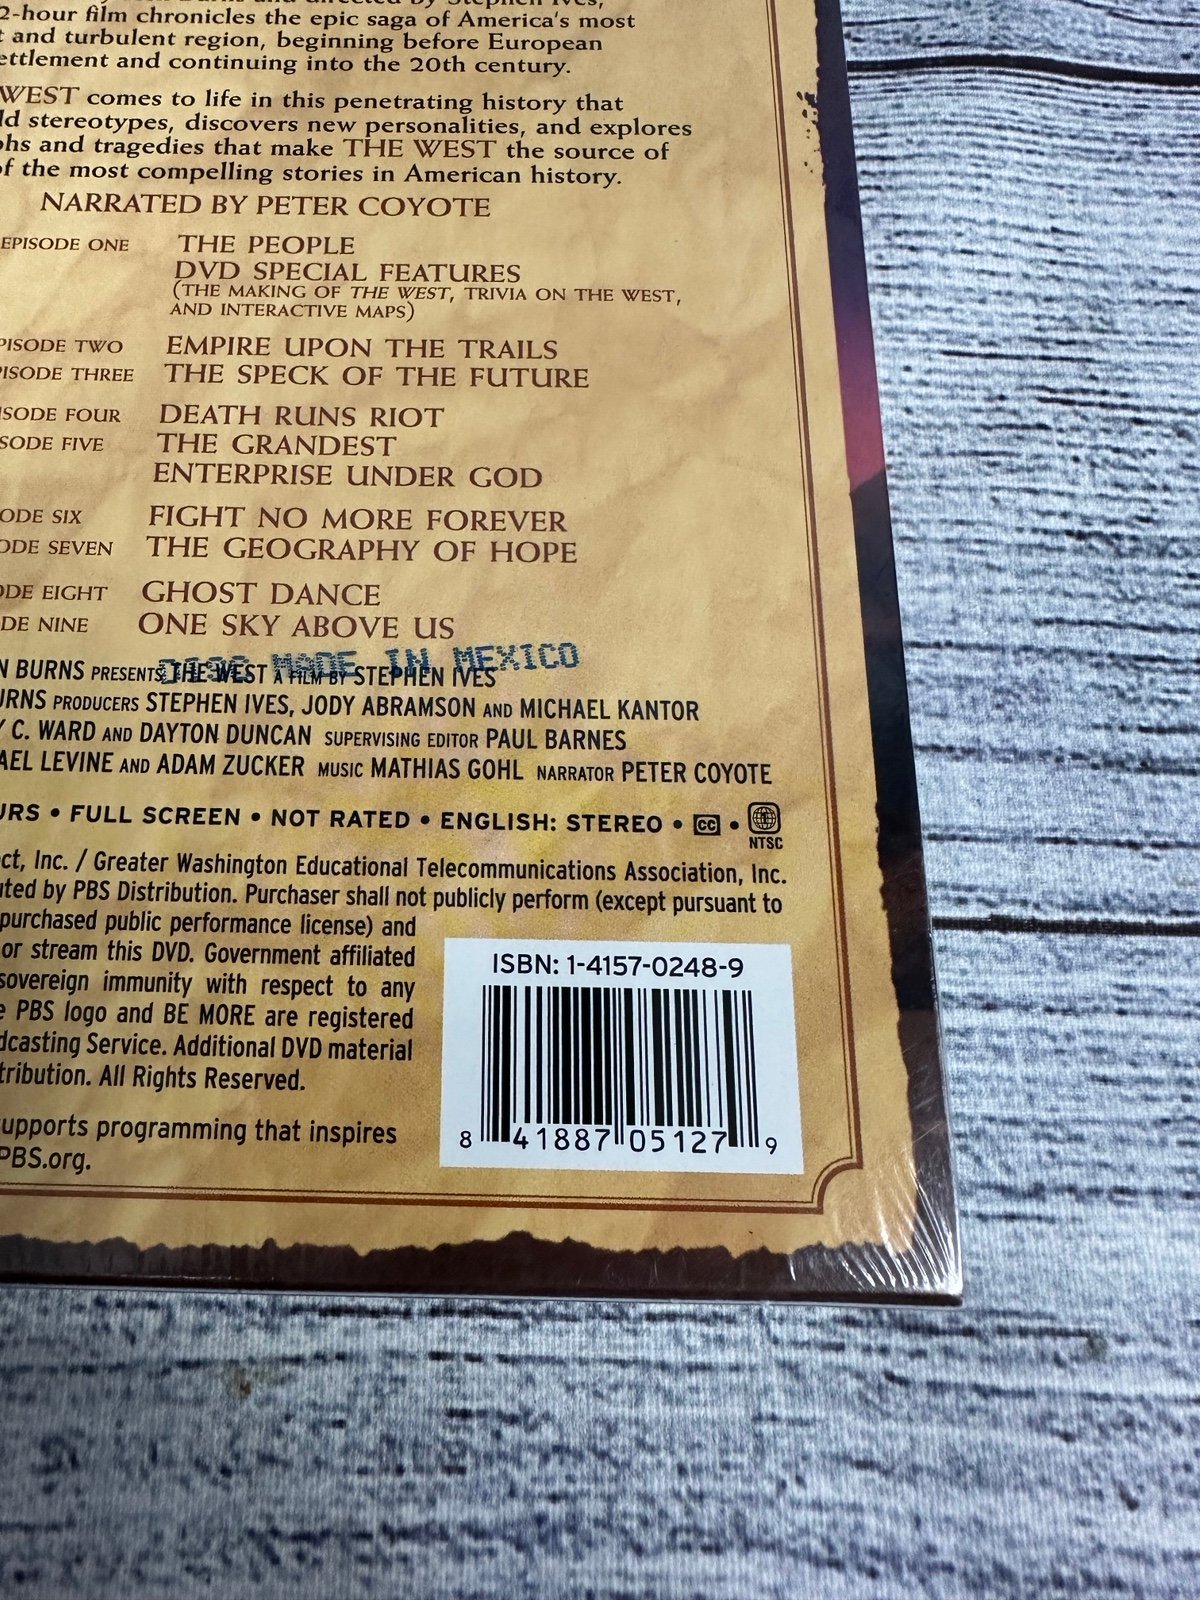 directed by Stephen Ives,
2-hour film chronicles the epic saga of America's most
and turbulent region, beginning before European
ettlement and continuing into the 20th century.
WEST comes to life in this penetrating history that
ld stereotypes, discovers new personalities, and explores
phs and tragedies that make THE WEST the source of
of the most compelling stories in American history.
NARRATED BY PETER COYOTE
EPISODE ONE THE PEOPLE
DVD SPECIAL FEATURES
(THE MAKING OF THE WEST, TRIVIA ON THE WEST,
AND INTERACTIVE MAPS)
PISODE TWO EMPIRE UPON THE TRAILS
PISODE THREE THE SPECK OF THE FUTURE
ISODE FOUR DEATH RUNS RIOT
SODE FIVE THE GRANDEST
ENTERPRISE UNDER GOD
ODE SIX FIGHT NO MORE FOREVER
ODE SEVEN THE GEOGRAPHY OF HOPE
ODE EIGHT GHOST DANCE
DE NINE ONE SKY ABOVE US
DISC MADE IN MEXICO
N BURNS PRESENTS THE WEST A FILM BY STEPHEN IVES
URNS PRODUCERS STEPHEN IVES, JODY ABRAMSON AND MICHAEL KANTOR
Y C. WARD AND DAYTON DUNCAN SUPERVISING EDITOR PAUL BARNES
AEL LEVINE AND ADAM ZUCKER MUSIC MATHIAS GOHL NARRATOR PETER COYOTE
URS • FULL SCREEN • NOT RATED • ENGLISH: STEREO • CC •
NTSC
ect, Inc. / Greater Washington Educational Telecommunications Association, Inc.
uted by PBS Distribution. Purchaser shall not publicly perform (except pursuant to
purchased public performance license) and
or stream this DVD. Government affiliated
sovereign immunity with respect to any
e PBS logo and BE MORE are registered
dcasting Service. Additional DVD material
tribution. All Rights Reserved.
upports programming that inspires
PBS.org.
ISBN: 1-4157-0248-9
8 41887 05127 9